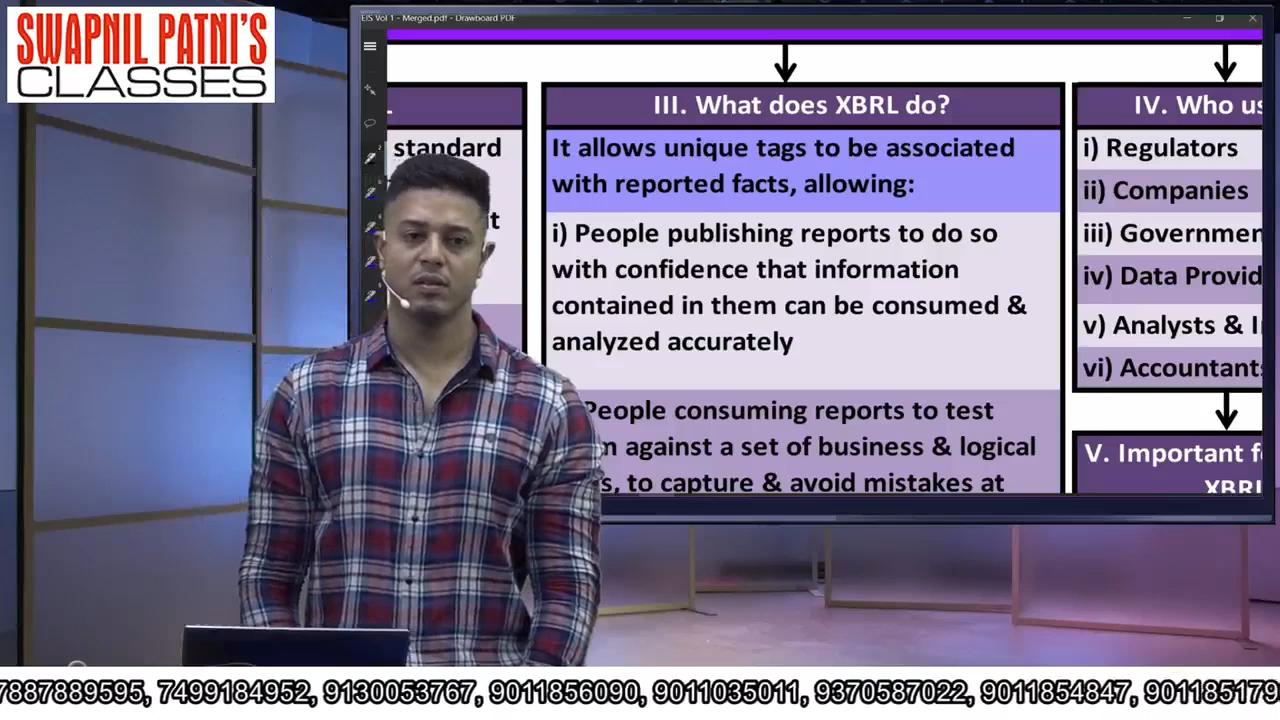 SWAPNIL PATNI'S
CLASSES
EIS Vol 1 - Merged.pdf - Drawboard PDF
standard
III. What does XBRL do?
It allows unique tags to be associated
with reported facts, allowing:
i) People publishing reports to do so
with confidence that information
contained in them can be consumed &
analyzed accurately
People consuming reports to test
against a set of business & logical
to capture & avoid mistakes at
IV. Who
i) Regulators
ii) Companies
iii)
iv) Data
v) Analysts &
vi)
V. Important
XBRL
7887889595, 7499184952, 9130053767, 9011856090, 9011035011, 9370587022, 9011854847, 901185179